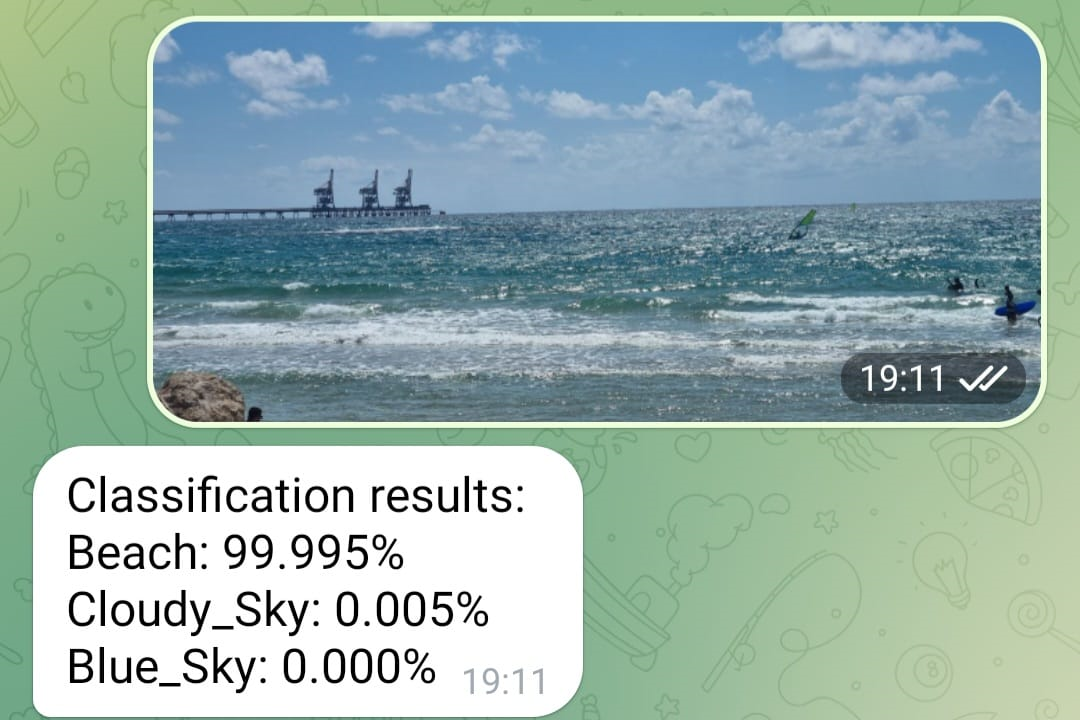 19:11
Classification results:
Beach: 99.995%
Cloudy_Sky: 0.005%
Blue_Sky: 0.000% 19:11